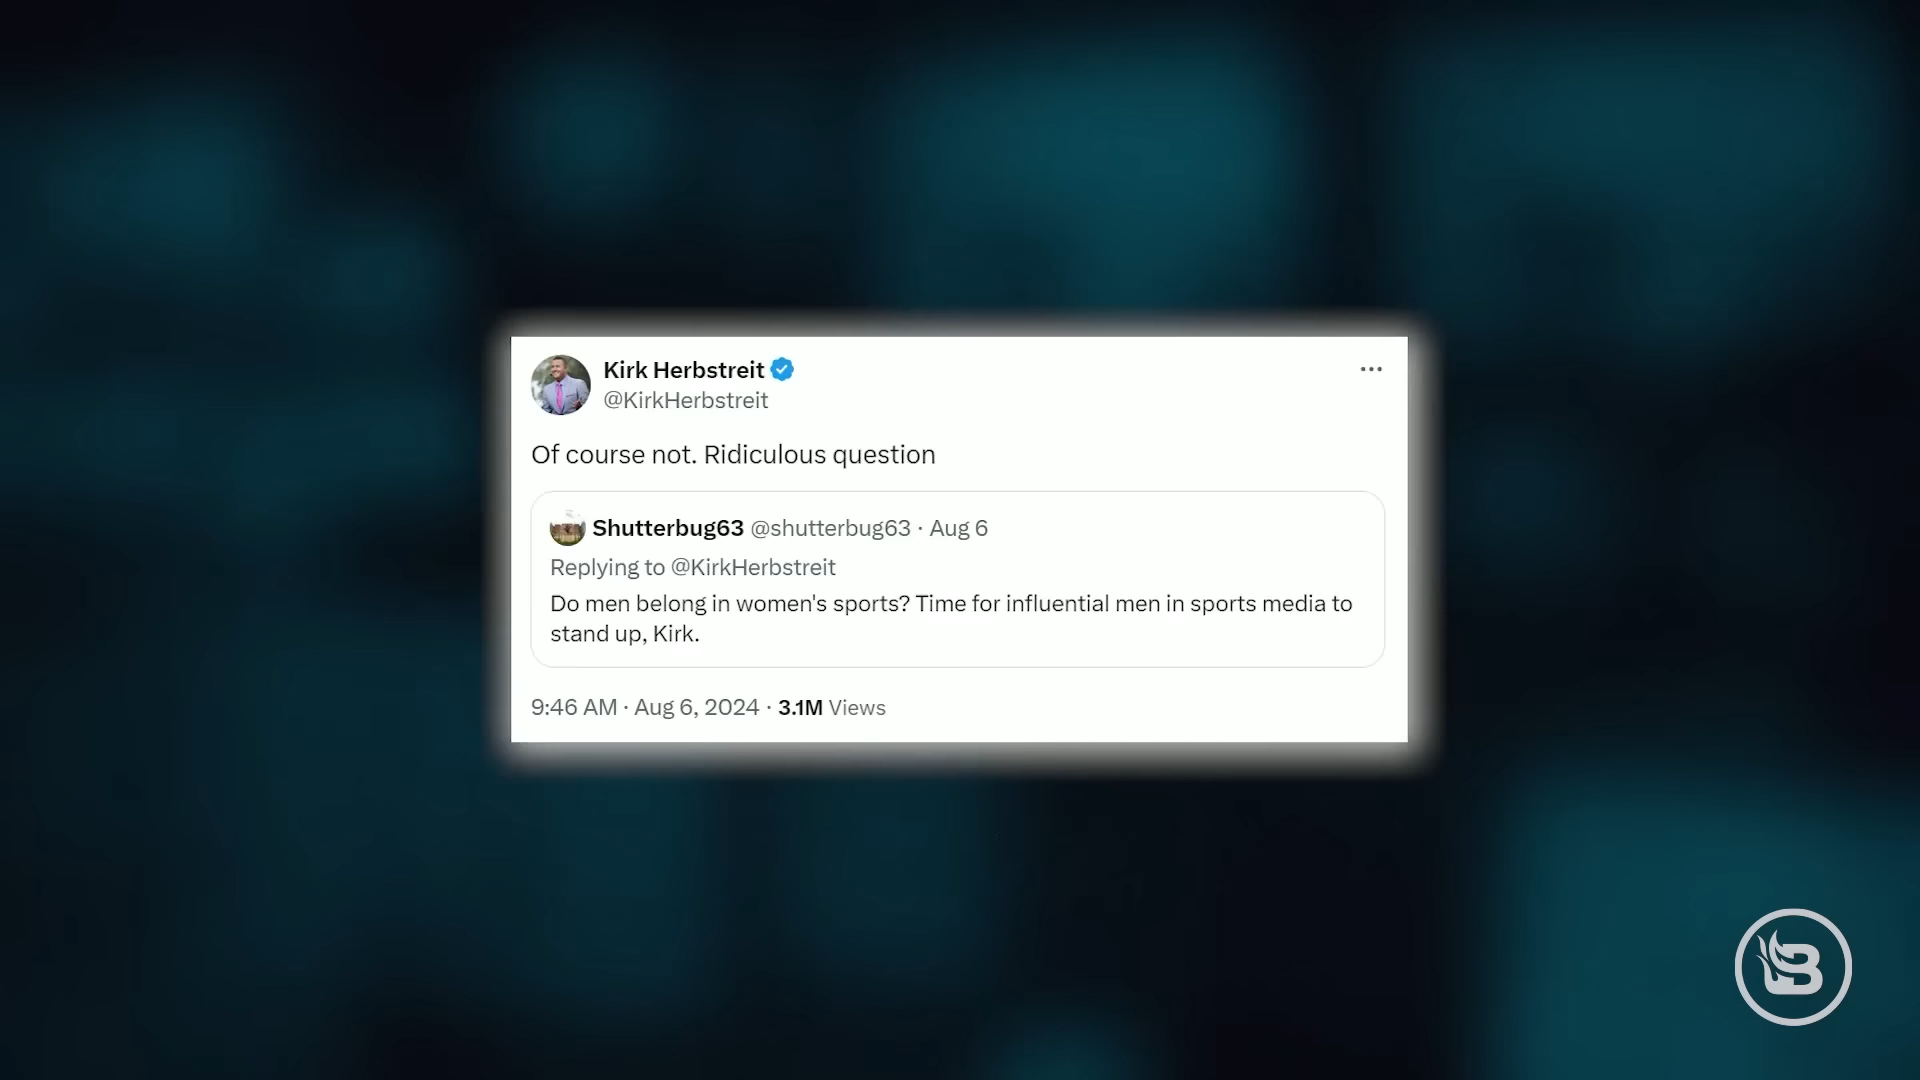 Kirk Herbstreit
@KirkHerbstreit
Of course not. Ridiculous question
Shutterbug63 @shutterbug63 · Aug 6
Replying to @KirkHerbstreit
Do men belong in women's sports? Time for influential men in sports media to
stand up, Kirk.
9:46 AM · Aug 6, 2024 · 3.1M Views
B